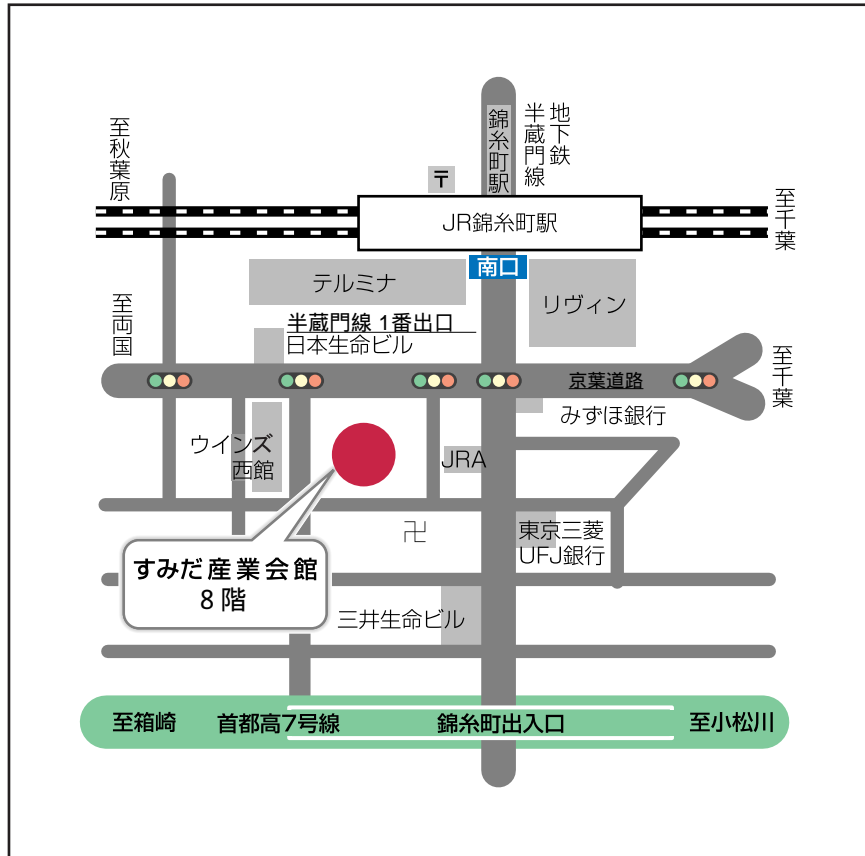 至秋葉原
錦糸町駅
半蔵門線
地下鉄
〒
JR錦糸町駅
至千葉
南口
テルミナ
リヴィン
至両国
半蔵門線 1番出口
日本生命ビル
京葉道路
至千葉
みずほ銀行
ウインズ
西館
JRA
卍
東京三菱
UFJ銀行
すみだ産業会館
8階
三井生命ビル
至箱崎
首都高7号線
錦糸町出入口
至小松川